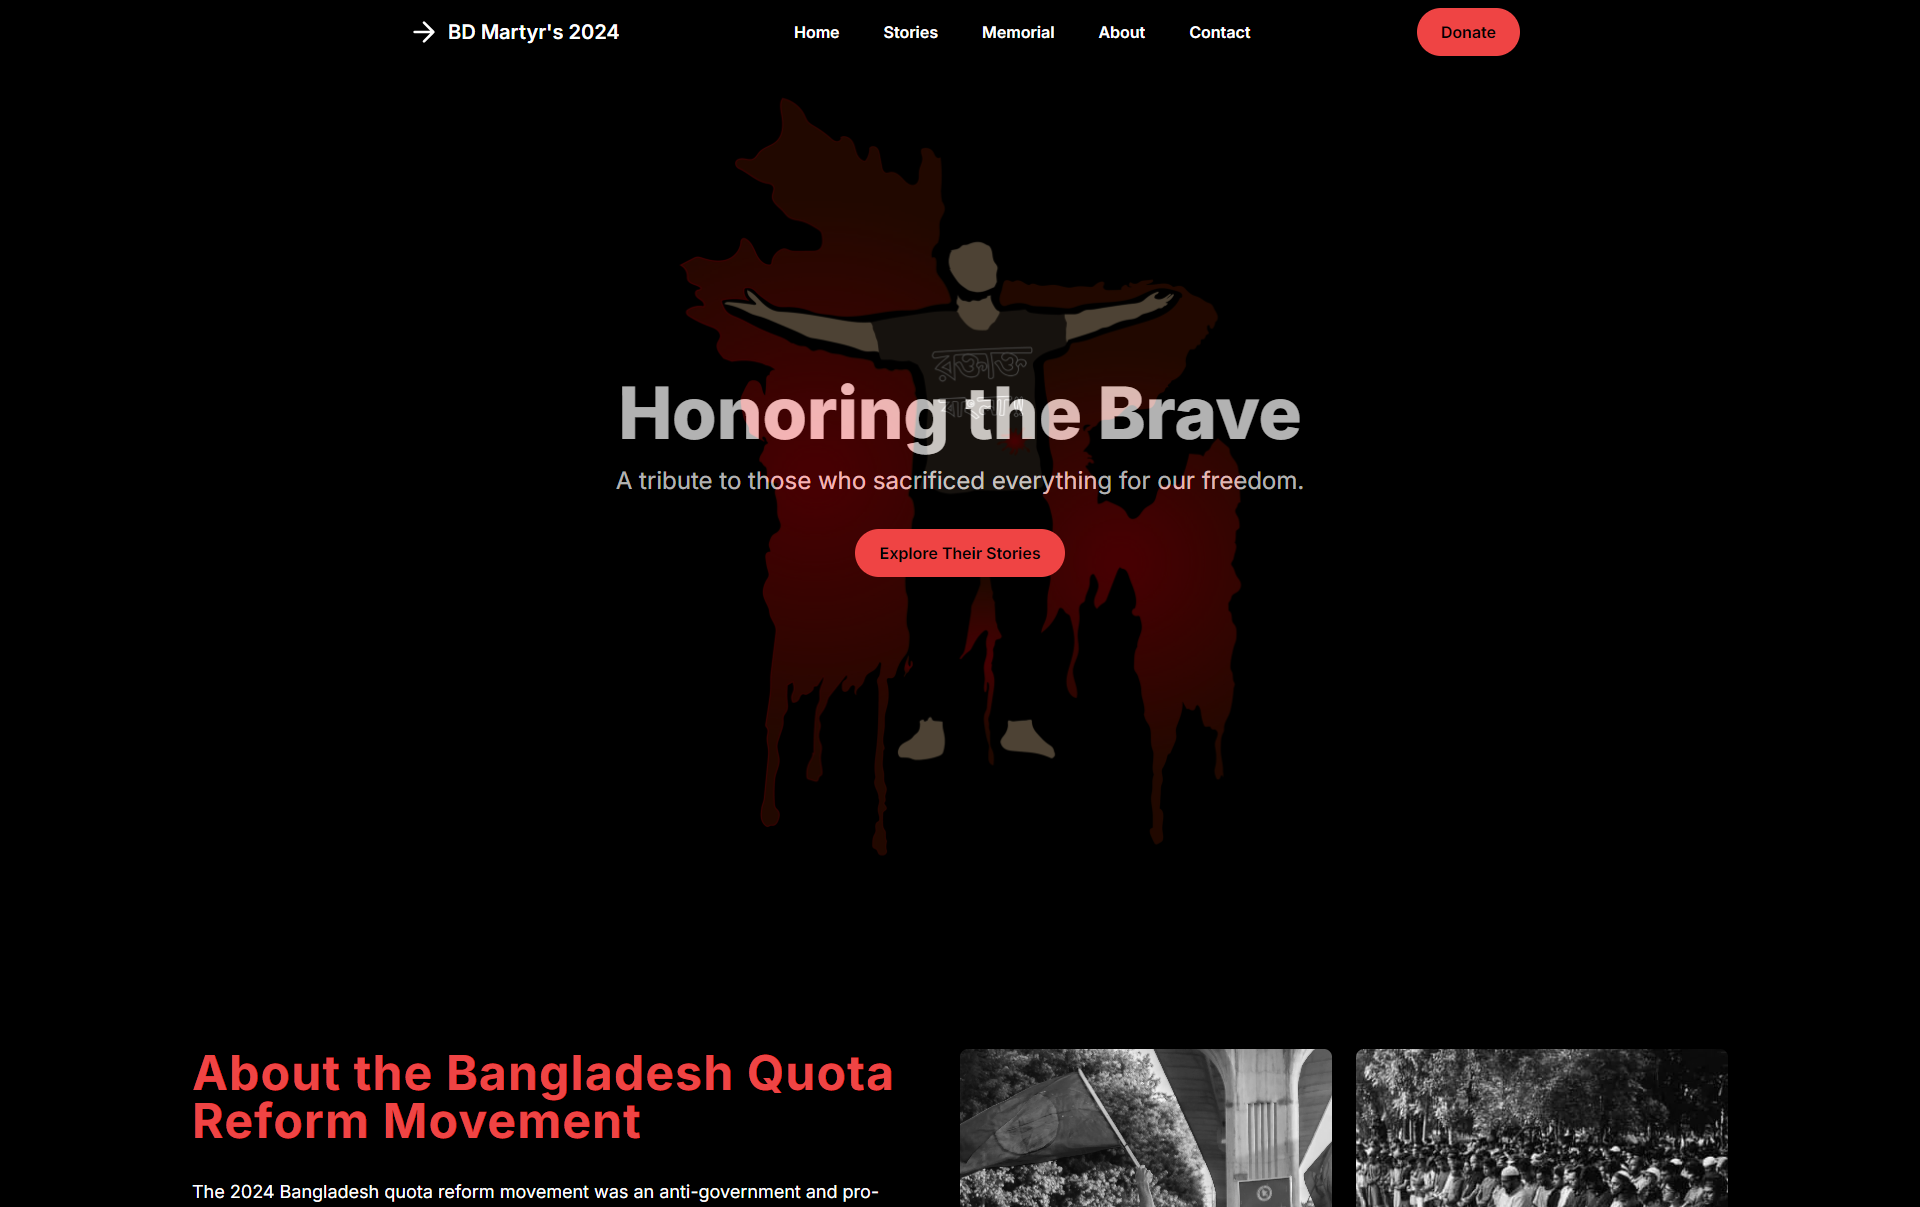 BD Martyr's 2024
Home
Stories
Memorial
About
Contact
Donate
রক্তাক্ত
Honoring the Brave
A tribute to those who sacrificed everything for our freedom.
Explore Their Stories
About the Bangladesh Quota
Reform Movement
The 2024 Bangladesh quota reform movement was an anti-government and pro-